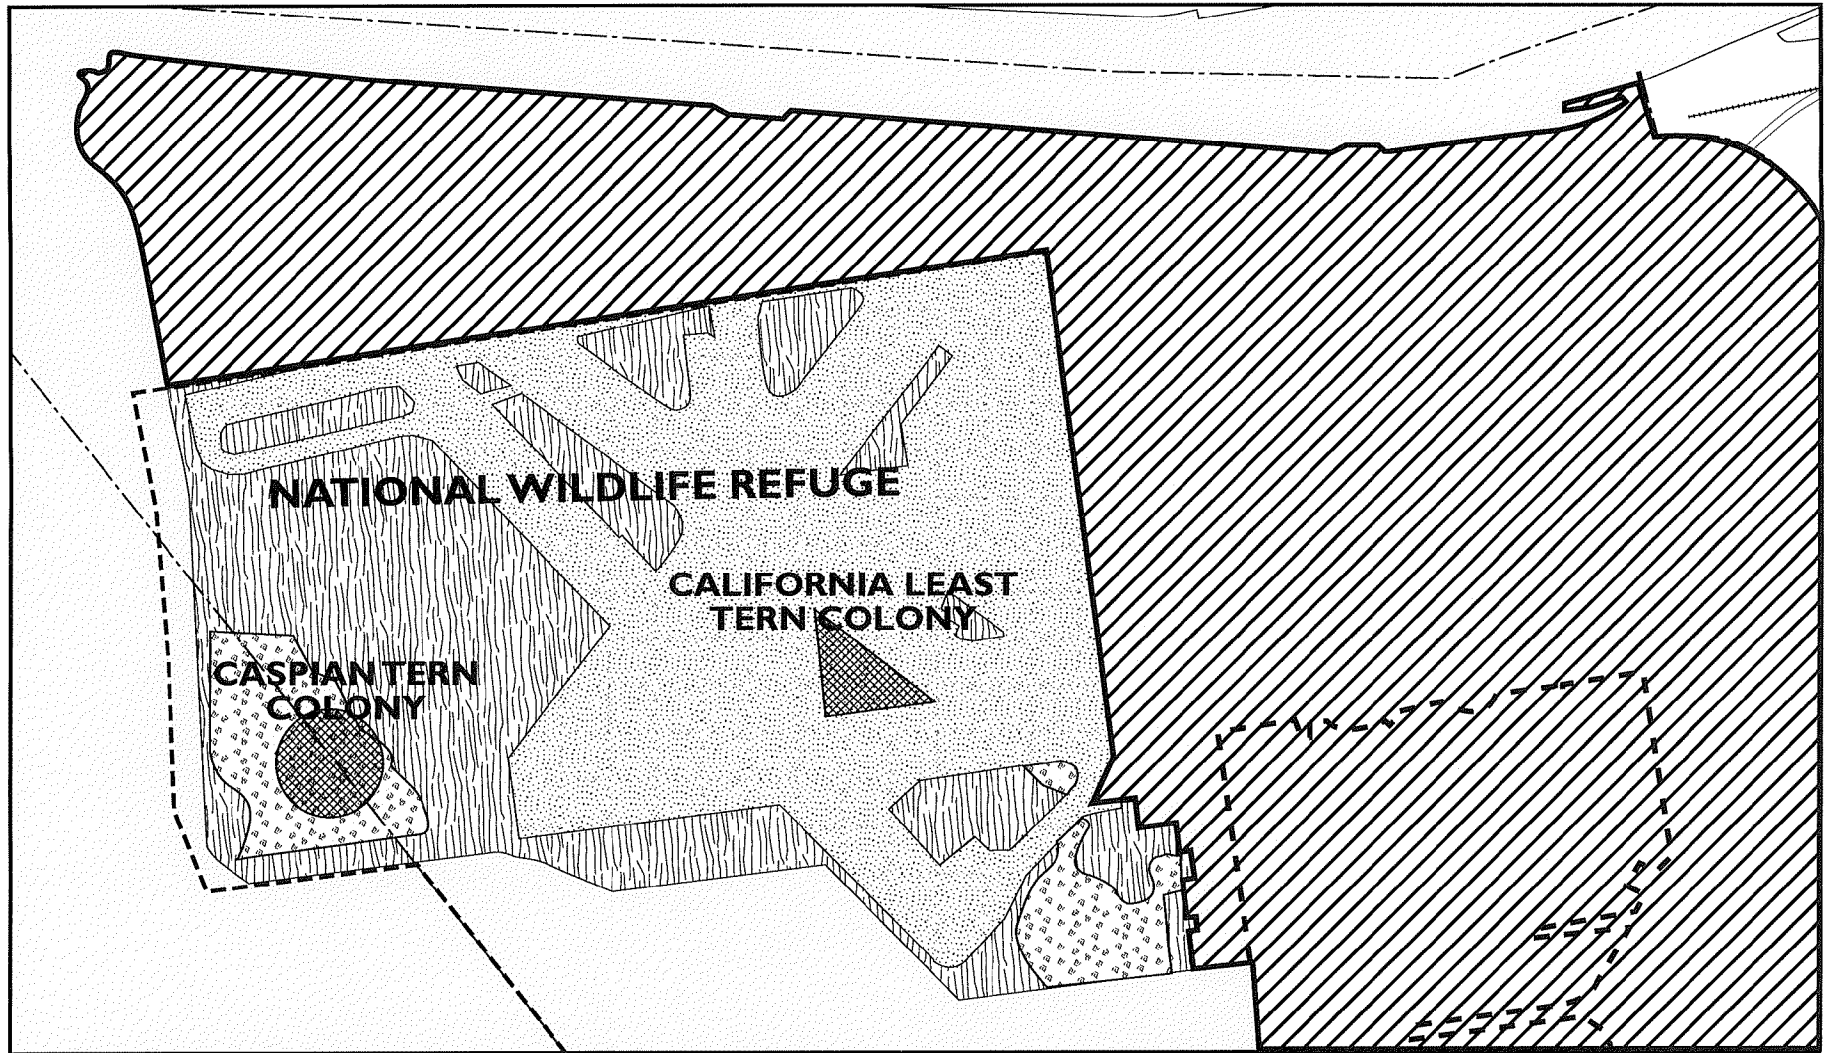 NATIONAL WILDLIFE REFUGE
CALIFORNIA LEAST
TERN COLONY
CASPIAN TERN
COLONY